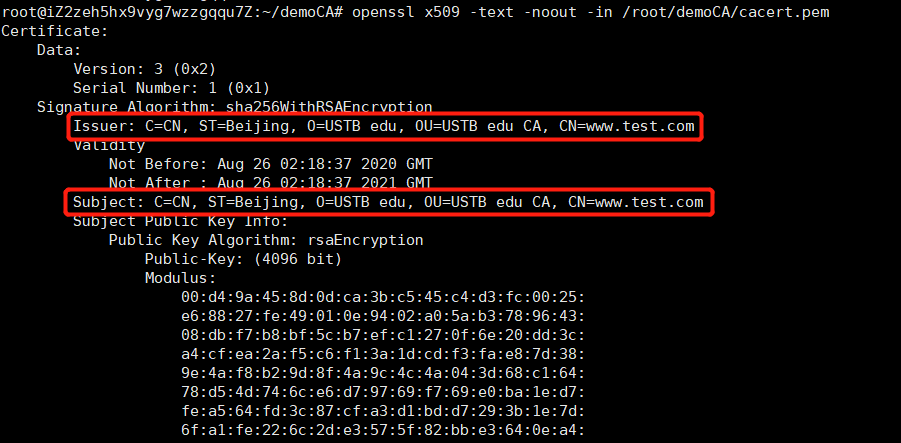 root@iZ2zeh5hx9vyg7wzzgqqu7Z:~/demoCA# openssl x509 -text -noout -in /root/demoCA/cacert.pem
Certificate:
Data:
Version: 3 (0x2)
Serial Number: 1 (0x1)
Signature Algorithm: sha256WithRSAEncryption
Issuer: C=CN, ST=Beijing, O=USTB edu, OU=USTB edu CA, CN=www.test.com
Validity
Not Before: Aug 26 02:18:37 2020 GMT
Not After : Aug 26 02:18:37 2021 GMT
Subject: C=CN, ST=Beijing, O=USTB edu, OU=USTB edu CA, CN=www.test.com
Subject Public Key Info:
Public Key Algorithm: rsaEncryption
Public-Key: (4096 bit)
Modulus:
00:d4:9a:45:8d:0d:ca:3b:c5:45:c4:d3:fc:00:25:
e6:88:27:fe:49:01:0e:94:02:a0:5a:b3:78:96:43:
08:db:f7:b8:bf:5c:b7:ef:c1:27:0f:6e:20:dd:3c:
a4:cf:ea:2a:f5:c6:f1:3a:1d:cd:f3:fa:e8:7d:38:
9e:4a:f8:b2:9d:8f:4a:9c:4c:4a:04:3d:68:c1:64:
78:d5:4d:74:6c:e6:d7:97:69:f7:69:e0:ba:1e:d7:
fe:a5:64:fd:3c:87:cf:a3:d1:bd:d7:29:3b:1e:7d:
6f:a1:fe:22:6c:2d:e3:57:5f:82:bb:e3:64:0e:a4: